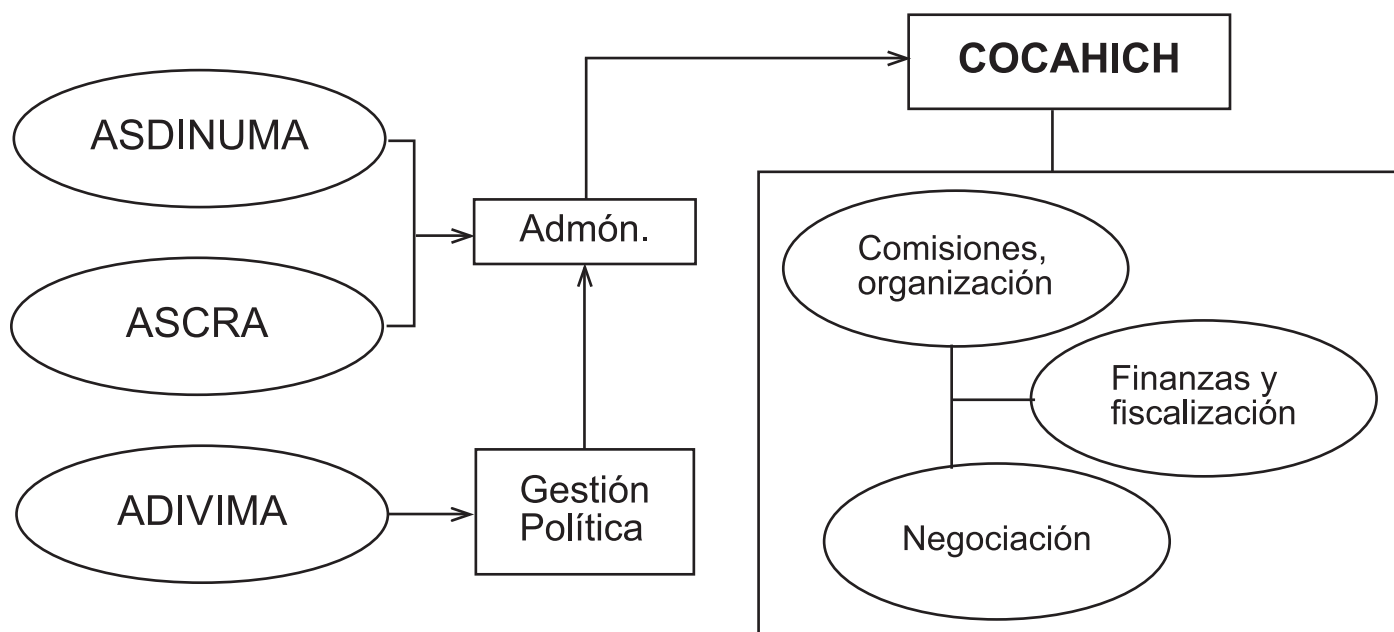 COCAHICH
ASDINUMA
Admón.
ASCRA
ADIVIMA
Gestión
Política
Comisiones,
organización
Finanzas y
fiscalización
Negociación